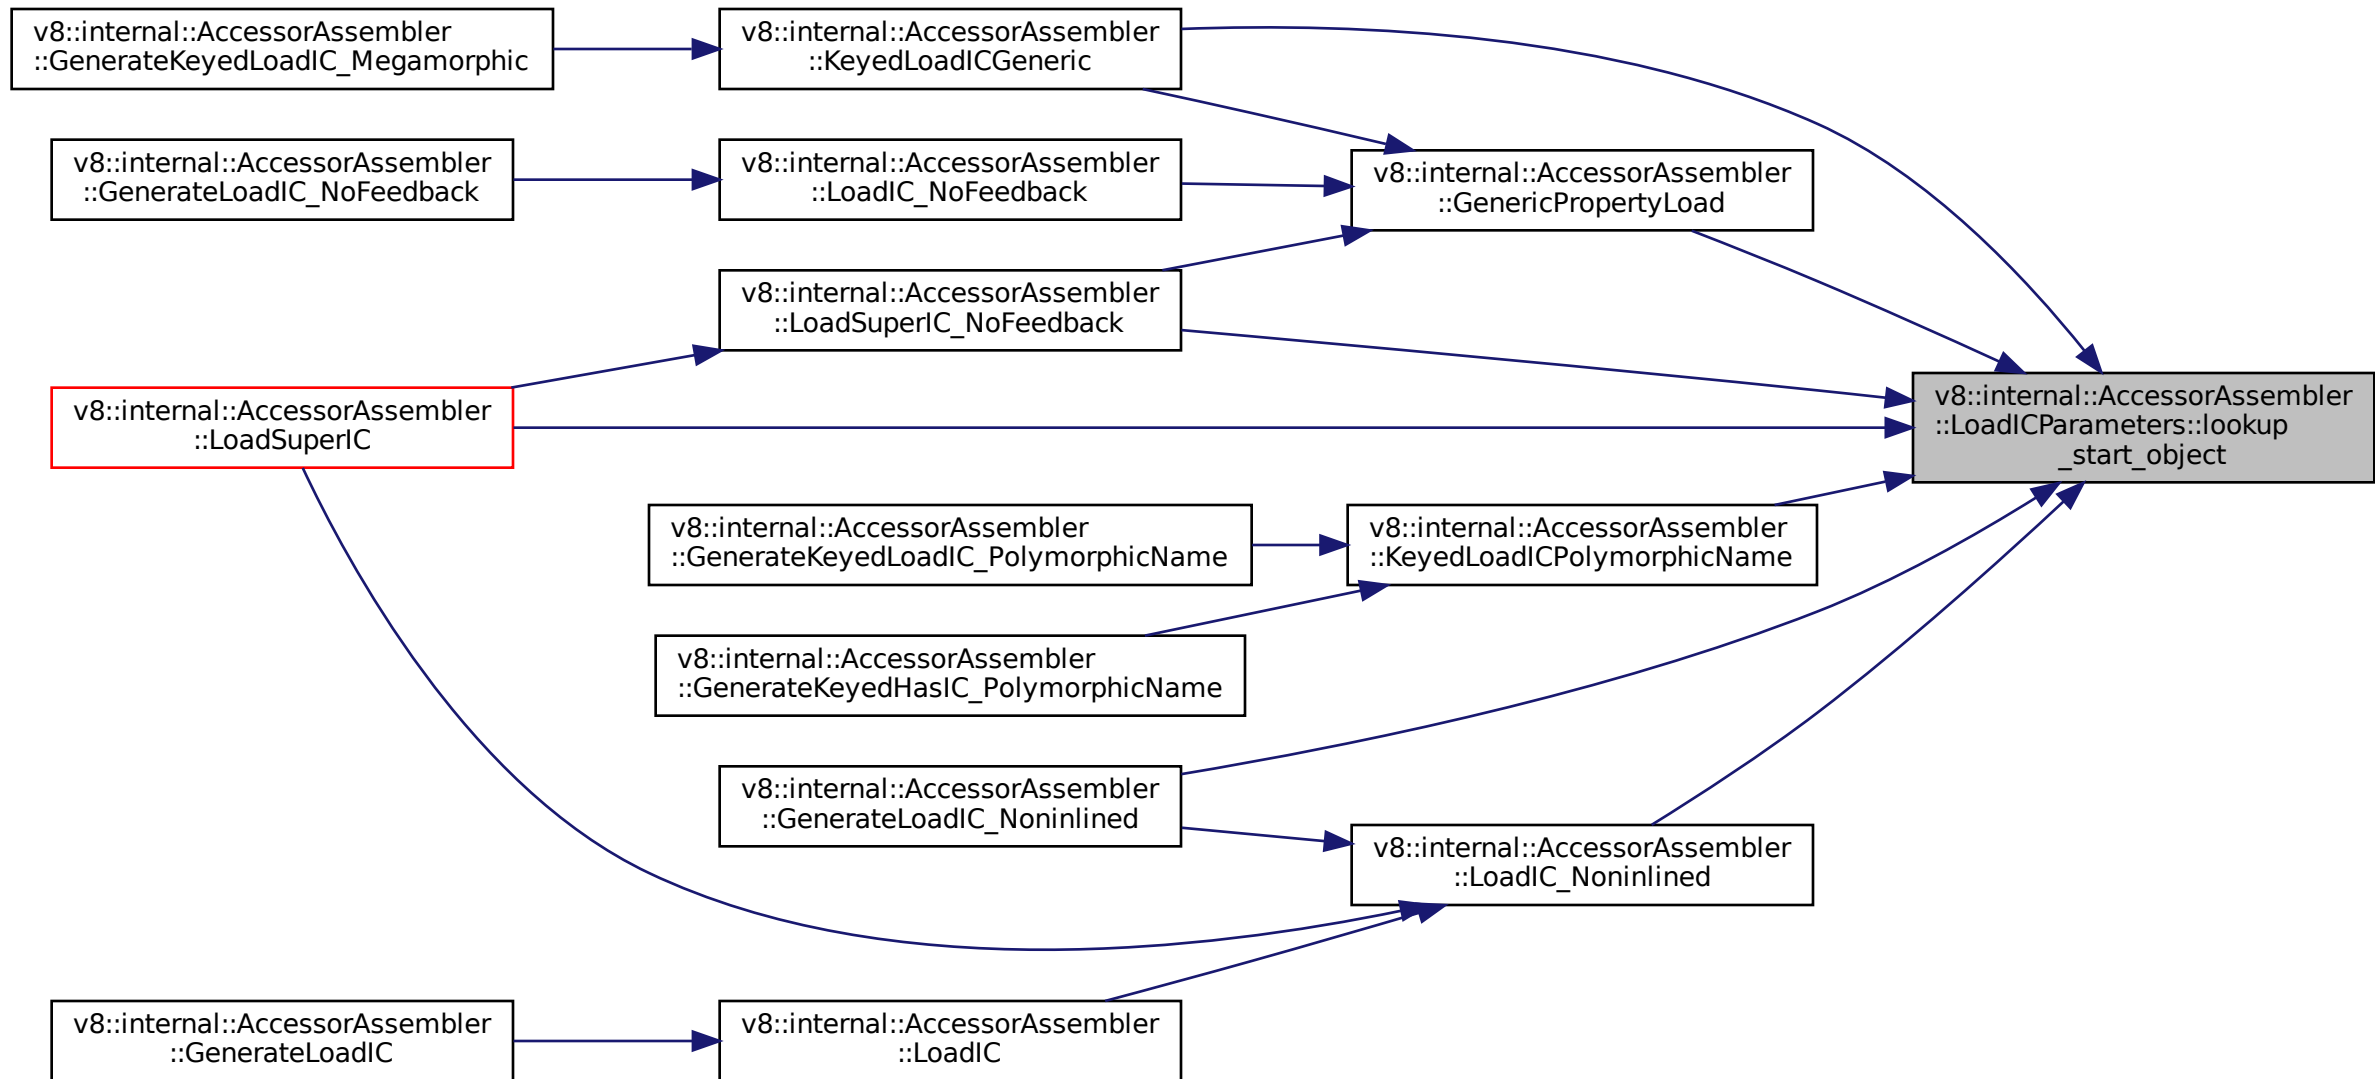 v8::internal::AccessorAssembler
::GenerateKeyedLoadIC_Megamorphic
v8::internal::AccessorAssembler
::KeyedLoadICGeneric
v8::internal::AccessorAssembler
::GenerateLoadIC_NoFeedback
v8::internal::AccessorAssembler
::LoadIC_NoFeedback
v8::internal::AccessorAssembler
::GenericPropertyLoad
v8::internal::AccessorAssembler
::LoadSuperIC_NoFeedback
v8::internal::AccessorAssembler
::LoadSuperIC
v8::internal::AccessorAssembler
::LoadICParameters::lookup
_start_object
v8::internal::AccessorAssembler
::GenerateKeyedLoadIC_PolymorphicName
v8::internal::AccessorAssembler
::KeyedLoadICPolymorphicName
v8::internal::AccessorAssembler
::GenerateKeyedHasIC_PolymorphicName
v8::internal::AccessorAssembler
::GenerateLoadIC_Noninlined
v8::internal::AccessorAssembler
::LoadIC_Noninlined
v8::internal::AccessorAssembler
::GenerateLoadIC
v8::internal::AccessorAssembler
::LoadIC